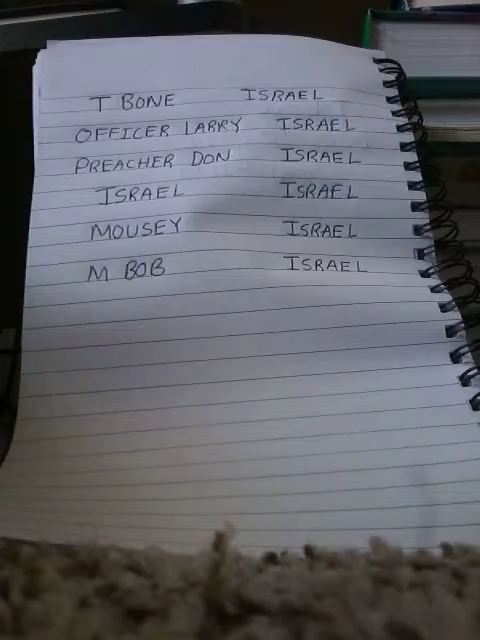 T BONE ISRAEL
OFFICER LARRY ISRAEL
PREACHER DON ISRAEL
ISRAEL ISRAEL
MOUSEY ISRAEL
M BOB ISRAEL